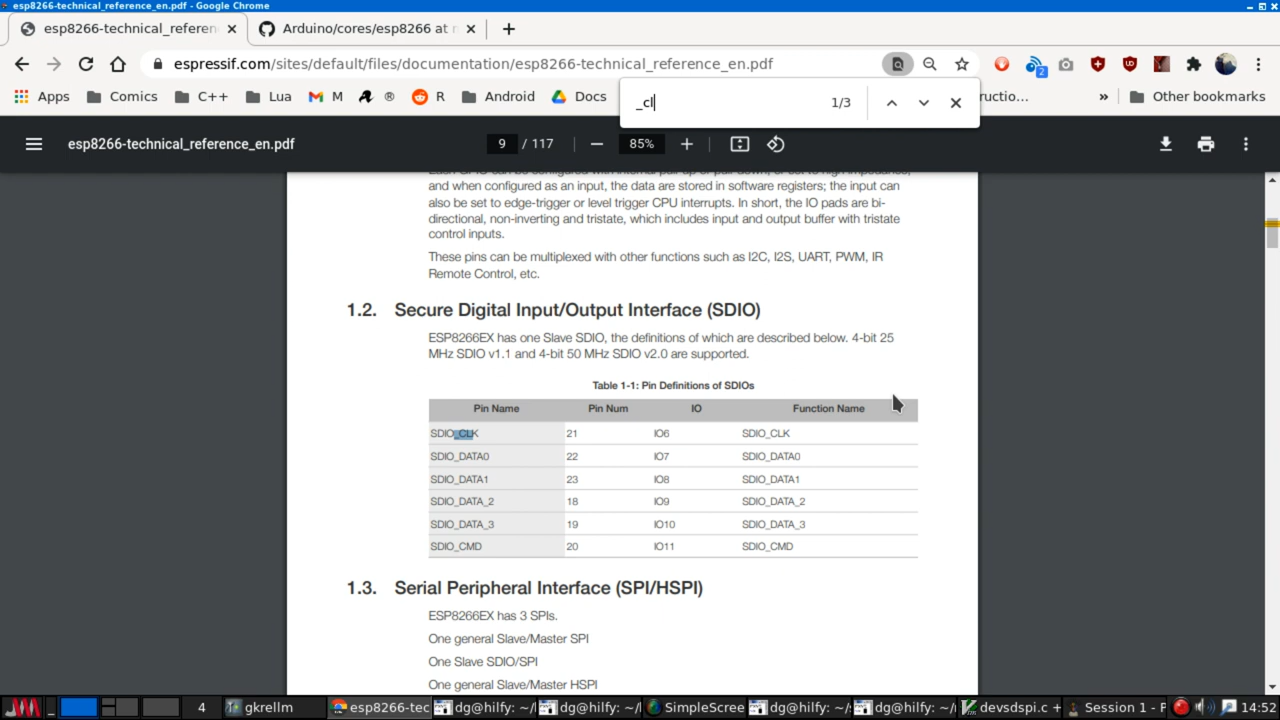 esp8266-technical_reference_en.pdf - Google Chrome
esp8266-technical_referen
Arduino/cores/esp8266 at
espressif.com/sites/default/files/documentation/esp8266-technical_reference_en.pdf
2
Apps Comics C++ Lua M R Android Docs
_cl 1/3
ructio… » Other bookmarks
esp8266-technical_reference_en.pdf 9 / 117 85%
and when configured as an input, the data are stored in software registers; the input can
also be set to edge-trigger or level trigger CPU interrupts. In short, the IO pads are bi-
directional, non-inverting and tristate, which includes input and output buffer with tristate
control inputs.
These pins can be multiplexed with other functions such as I2C, I2S, UART, PWM, IR
Remote Control, etc.
1.2. Secure Digital Input/Output Interface (SDIO)
ESP8266EX has one Slave SDIO, the definitions of which are described below. 4-bit 25
MHz SDIO v1.1 and 4-bit 50 MHz SDIO v2.0 are supported.
Table 1-1: Pin Definitions of SDIOs
Pin Name Pin Num IO Function Name
SDIO_CLK 21 IO6 SDIO_CLK
SDIO_DATA0 22 IO7 SDIO_DATA0
SDIO_DATA1 23 IO8 SDIO_DATA1
SDIO_DATA_2 18 IO9 SDIO_DATA_2
SDIO_DATA_3 19 IO10 SDIO_DATA_3
SDIO_CMD 20 IO11 SDIO_CMD
1.3. Serial Peripheral Interface (SPI/HSPI)
ESP8266EX has 3 SPIs.
One general Slave/Master SPI
One Slave SDIO/SPI
One general Slave/Master HSPI
_ 4 gkrellm esp8266-tec dg@hilfy: ~/ dg@hilfy: ~/ SimpleScree dg@hilfy: ~/ dg@hilfy: ~/ devsdspi.c + Session 1 - 14:52